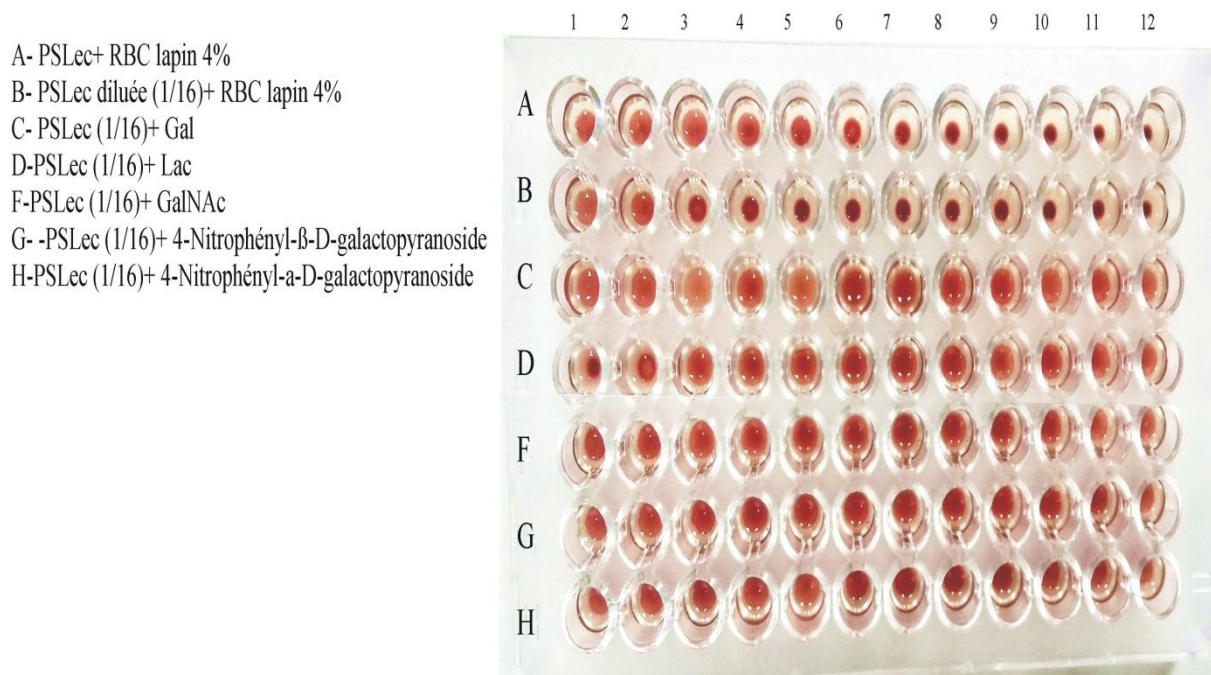 1 2 3 4 5 6 7 8 9 10 11 12
A- PSLec+ RBC lapin 4%
B- PSLec diluée (1/16)+ RBC lapin 4%
C- PSLec (1/16)+ Gal
D-PSLec (1/16)+ Lac
F-PSLec (1/16)+ GalNAc
G- -PSLec (1/16)+ 4-Nitrophényl-ß-D-galactopyranoside
H-PSLec (1/16)+ 4-Nitrophényl-a-D-galactopyranoside
A
B
C
D
F
G
H